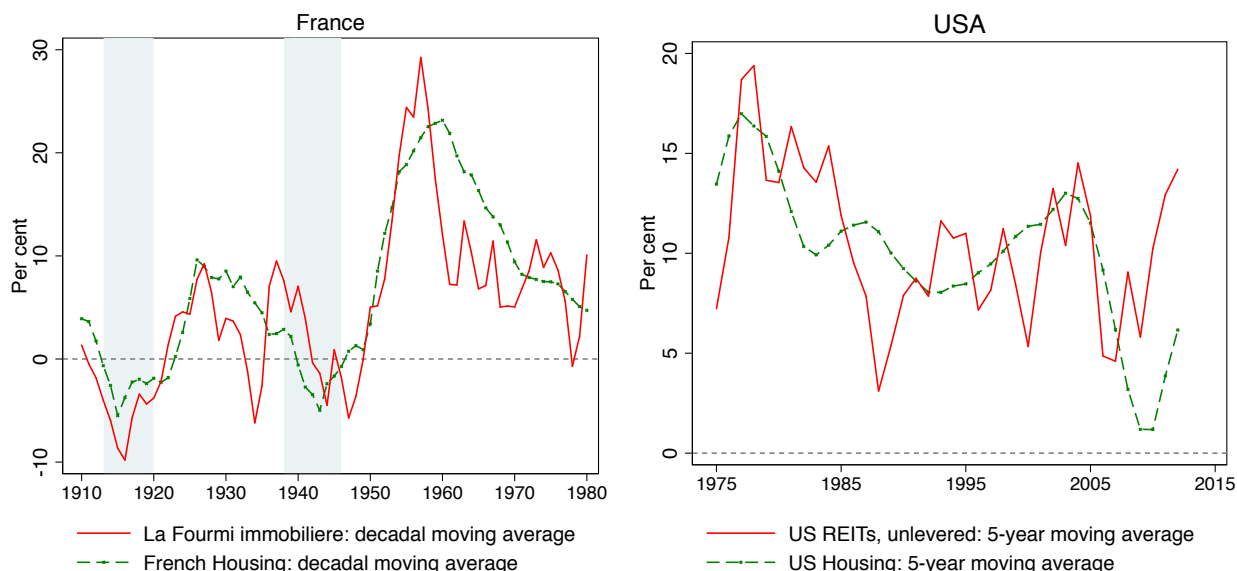 France
Per cent
30
20
10
0
-10
1910 1920 1930 1940 1950 1960 1970 1980
La Fourmi immobiliere: decadal moving average
French Housing: decadal moving average
USA
Per cent
20
15
10
5
0
1975 1985 1995 2005 2015
US REITs, unlevered: 5-year moving average
US Housing: 5-year moving average